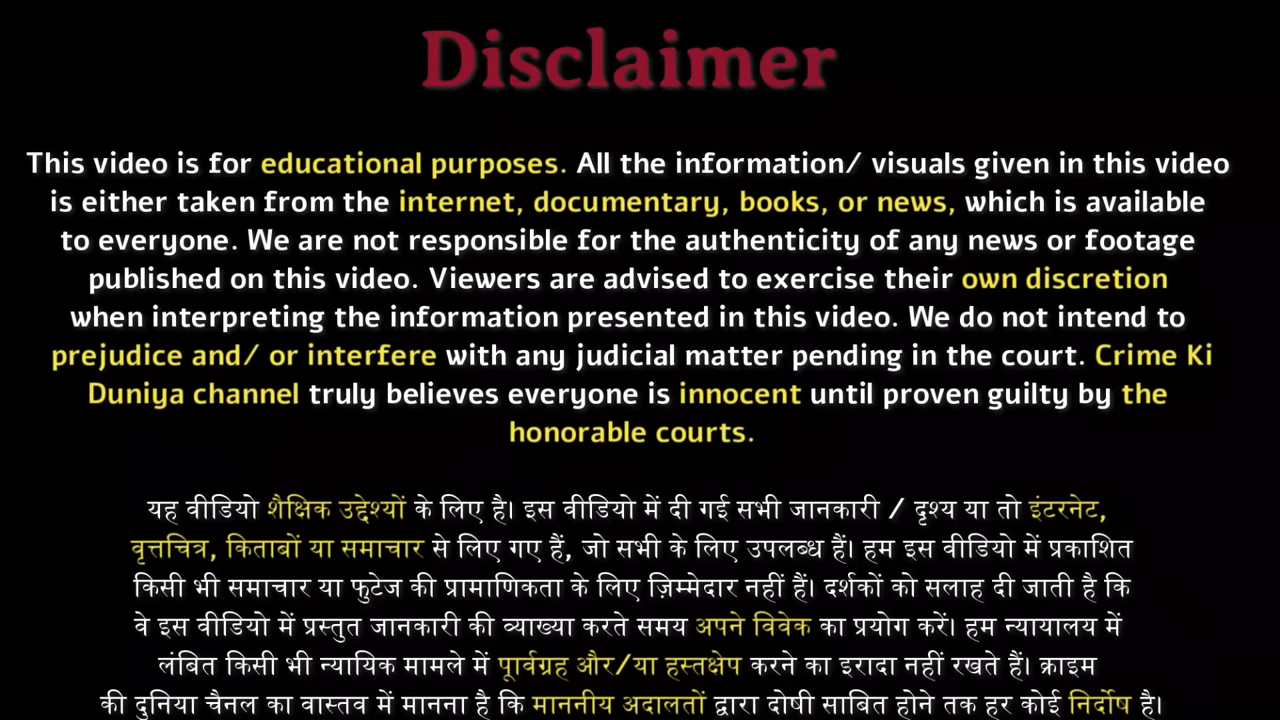 Disclaimer
This video is for educational purposes. All the information/ visuals given in this video
is either taken from the internet, documentary, books, or news, which is available
to everyone. We are not responsible for the authenticity of any news or footage
published on this video. Viewers are advised to exercise their own discretion
when interpreting the information presented in this video. We do not intend to
prejudice and/ or interfere with any judicial matter pending in the court. Crime Ki
Duniya channel truly believes everyone is innocent until proven guilty by the
honorable courts.
यह वीडियो शैक्षिक उद्देश्यों के लिए है। इस वीडियो में दी गई सभी जानकारी / दृश्य या तो इंटरनेट,
वृत्तचित्र, किताबों या समाचार से लिए गए हैं, जो सभी के लिए उपलब्ध हैं। हम इस वीडियो में प्रकाशित
किसी भी समाचार या फुटेज की प्रामाणिकता के लिए ज़िम्मेदार नहीं हैं। दर्शकों को सलाह दी जाती है कि
वे इस वीडियो में प्रस्तुत जानकारी की व्याख्या करते समय अपने विवेक का प्रयोग करें। हम न्यायालय में
लंबित किसी भी न्यायिक मामले में पूार्वग्रह और/या हस्तक्षेप करने का इरादा नहीं रखते हैं। क्राइम
की दुनिया चैनल का वास्तव में मानना है कि माननीय अदालतों द्वारा दोषी साबित होने तक हर कोई निर्दोष है।